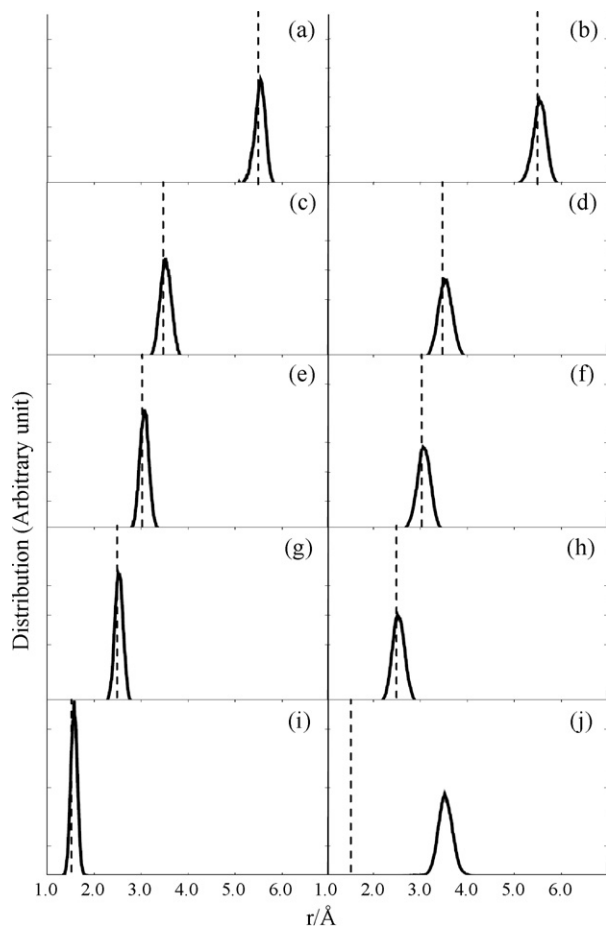 (a) (b)
(c) (d)
(e) (f)
(g) (h)
(i) (j)
Distribution (Arbitrary unit)
1.0 2.0 3.0 4.0 5.0 6.0 1.0 2.0 3.0 4.0 5.0 6.0
r/Å